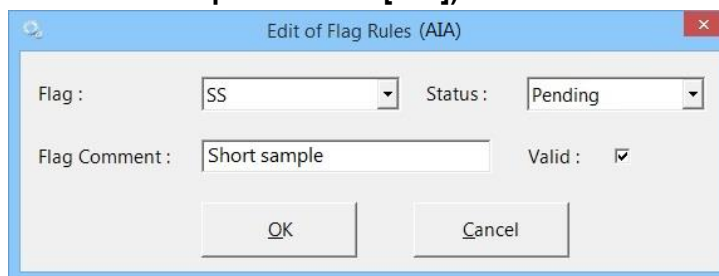 Edit of Flag Rules (AIA)
Flag : SS Status : Pending
Flag Comment : Short sample Valid :
OK Cancel